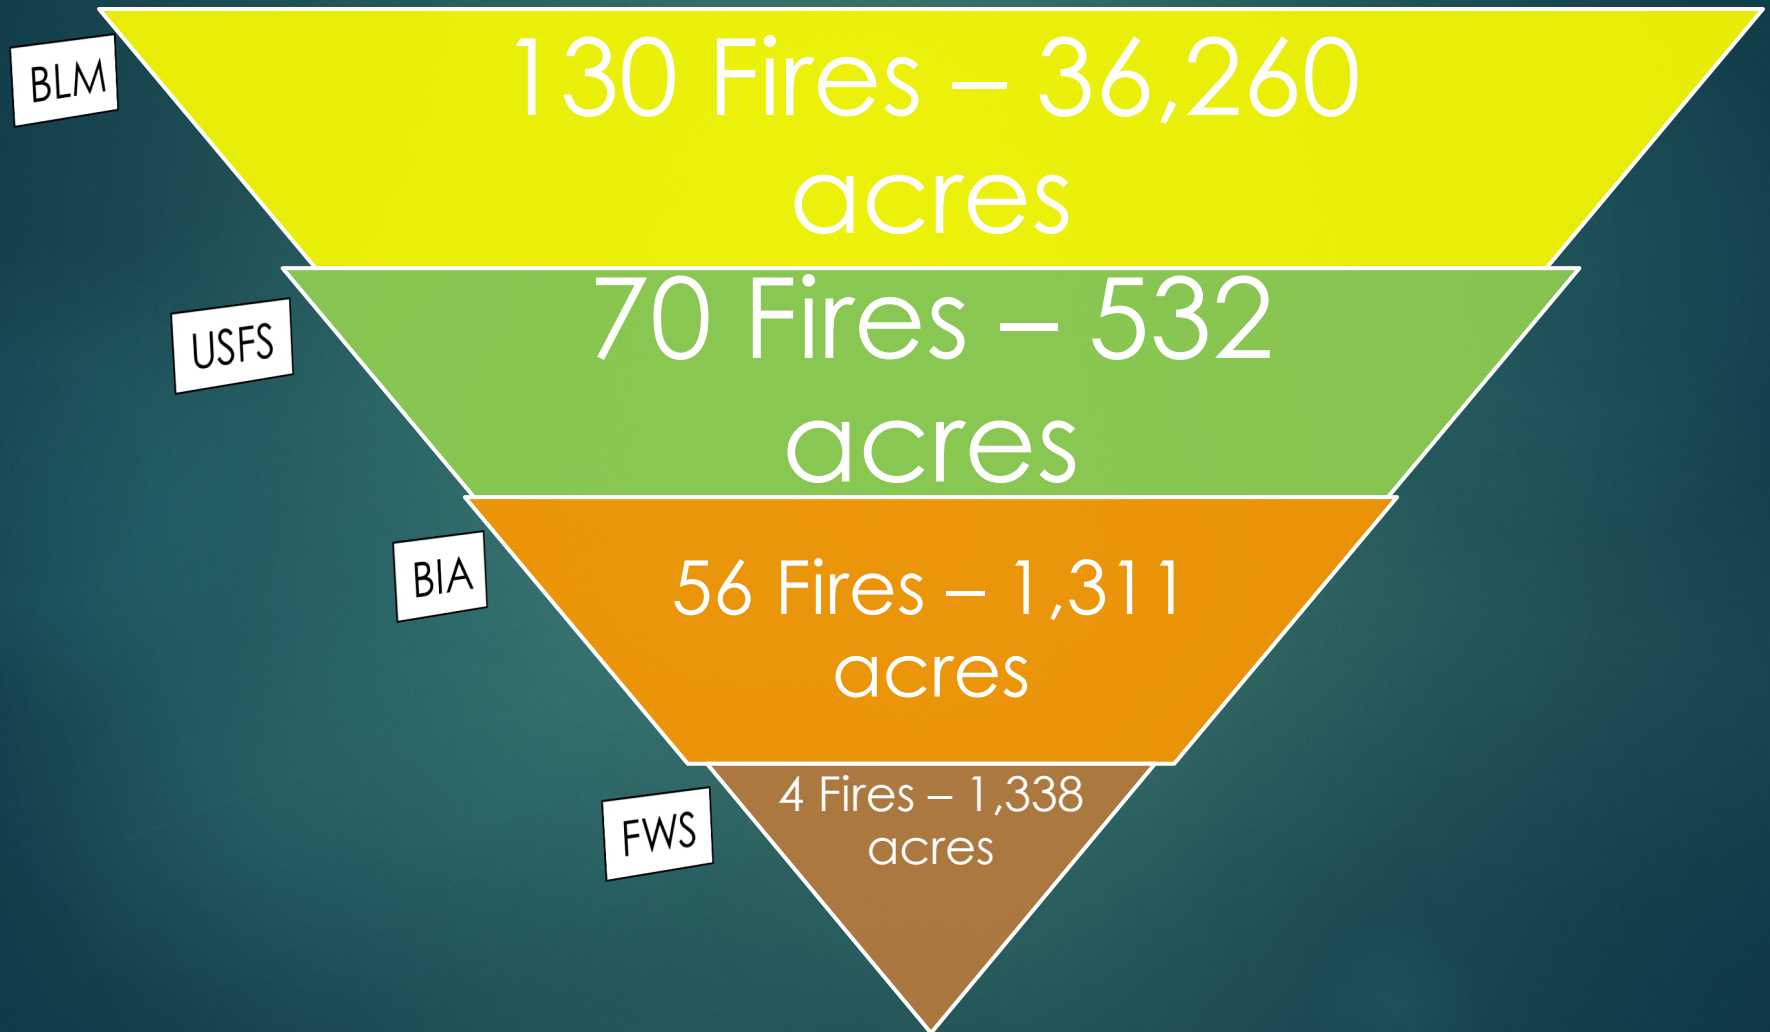 BLM
130 Fires – 36,260
acres
USFS
70 Fires – 532
acres
BIA
56 Fires – 1,311
acres
FWS
4 Fires – 1,338
acres